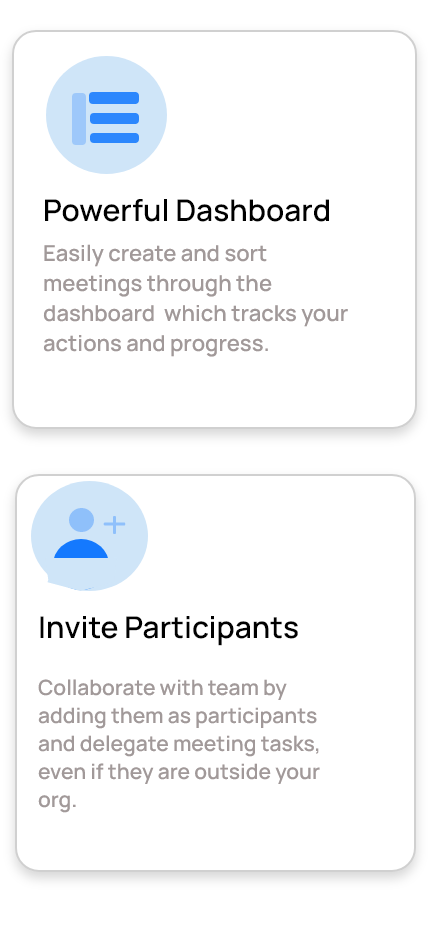 Powerful Dashboard
Easily create and sort
meetings through the
dashboard  which tracks your
actions and progress.
Invite Participants
Collaborate with team by
adding them as participants
and delegate meeting tasks,
even if they are outside your
org.